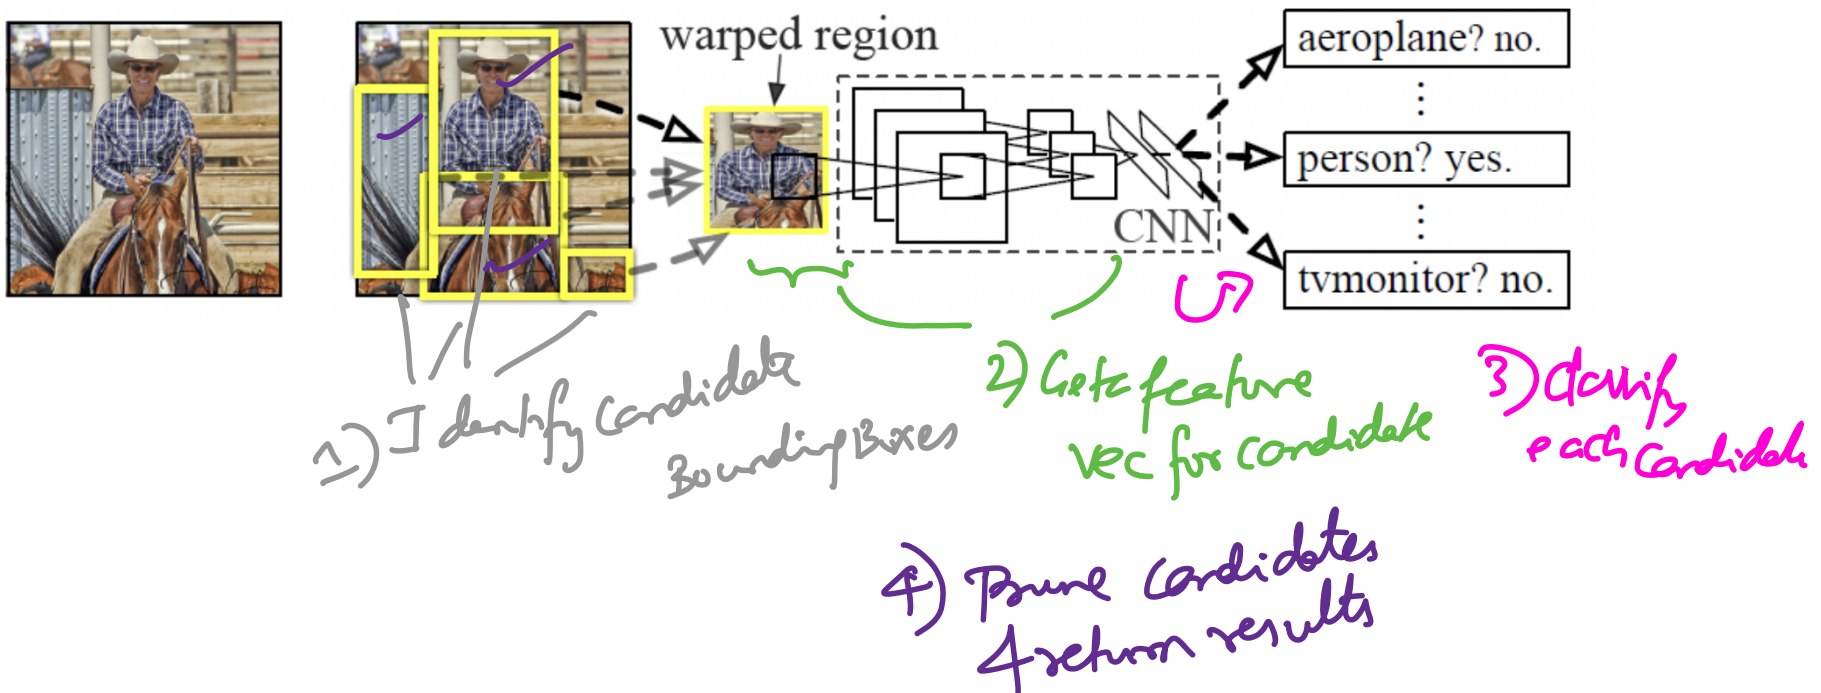 warped region
aeroplane? no.
person? yes.
CNN
tvmonitor? no.
1) Identify candidate
Bounding Boxes
2) Get feature
vec for candidate
3) Classify
each candidate
4) Prune candidates
& return results